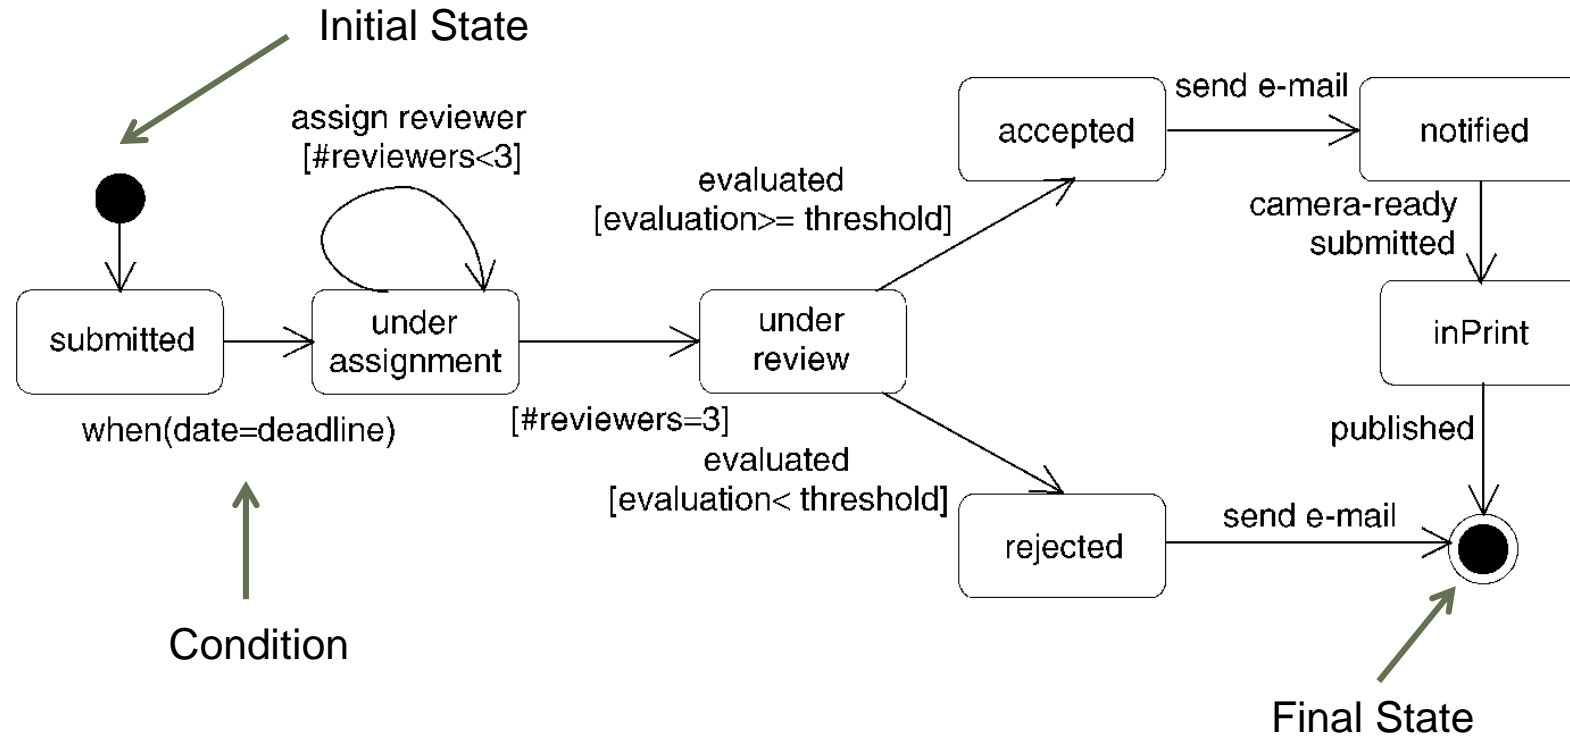 Initial State
assign reviewer
[#reviewers<3]
submitted
when(date=deadline)
Condition
under
assignment
[#reviewers=3]
under
review
evaluated
[evaluation>= threshold]
evaluated
[evaluation< threshold]
accepted
send e-mail
notified
camera-ready
submitted
inPrint
published
rejected
send e-mail
Final State